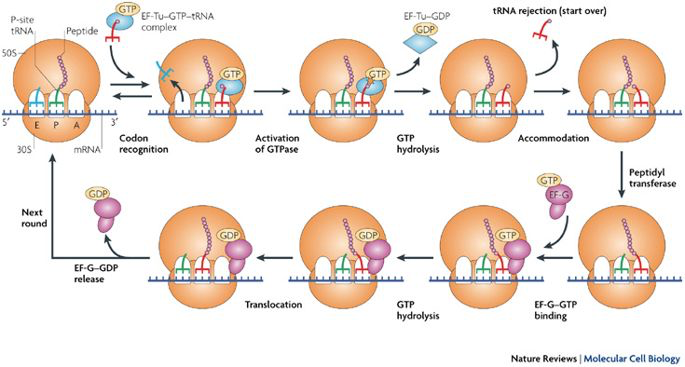 P-site
tRNA
Peptide
50S
5′
E
P
A
3′
30S
mRNA
GTP
EF-Tu–GTP–tRNA
complex
Codon
recognition
GTP
Activation
of GTPase
GTP
EF-Tu–GDP
GDP
GTP
hydrolysis
tRNA rejection (start over)
Accommodation
Peptidyl
transferase
GTP
EF-G
EF-G–GTP
binding
GTP
GTP
hydrolysis
GDP
Translocation
GDP
GDP
EF-G–GDP
release
Next
round
Nature Reviews | Molecular Cell Biology